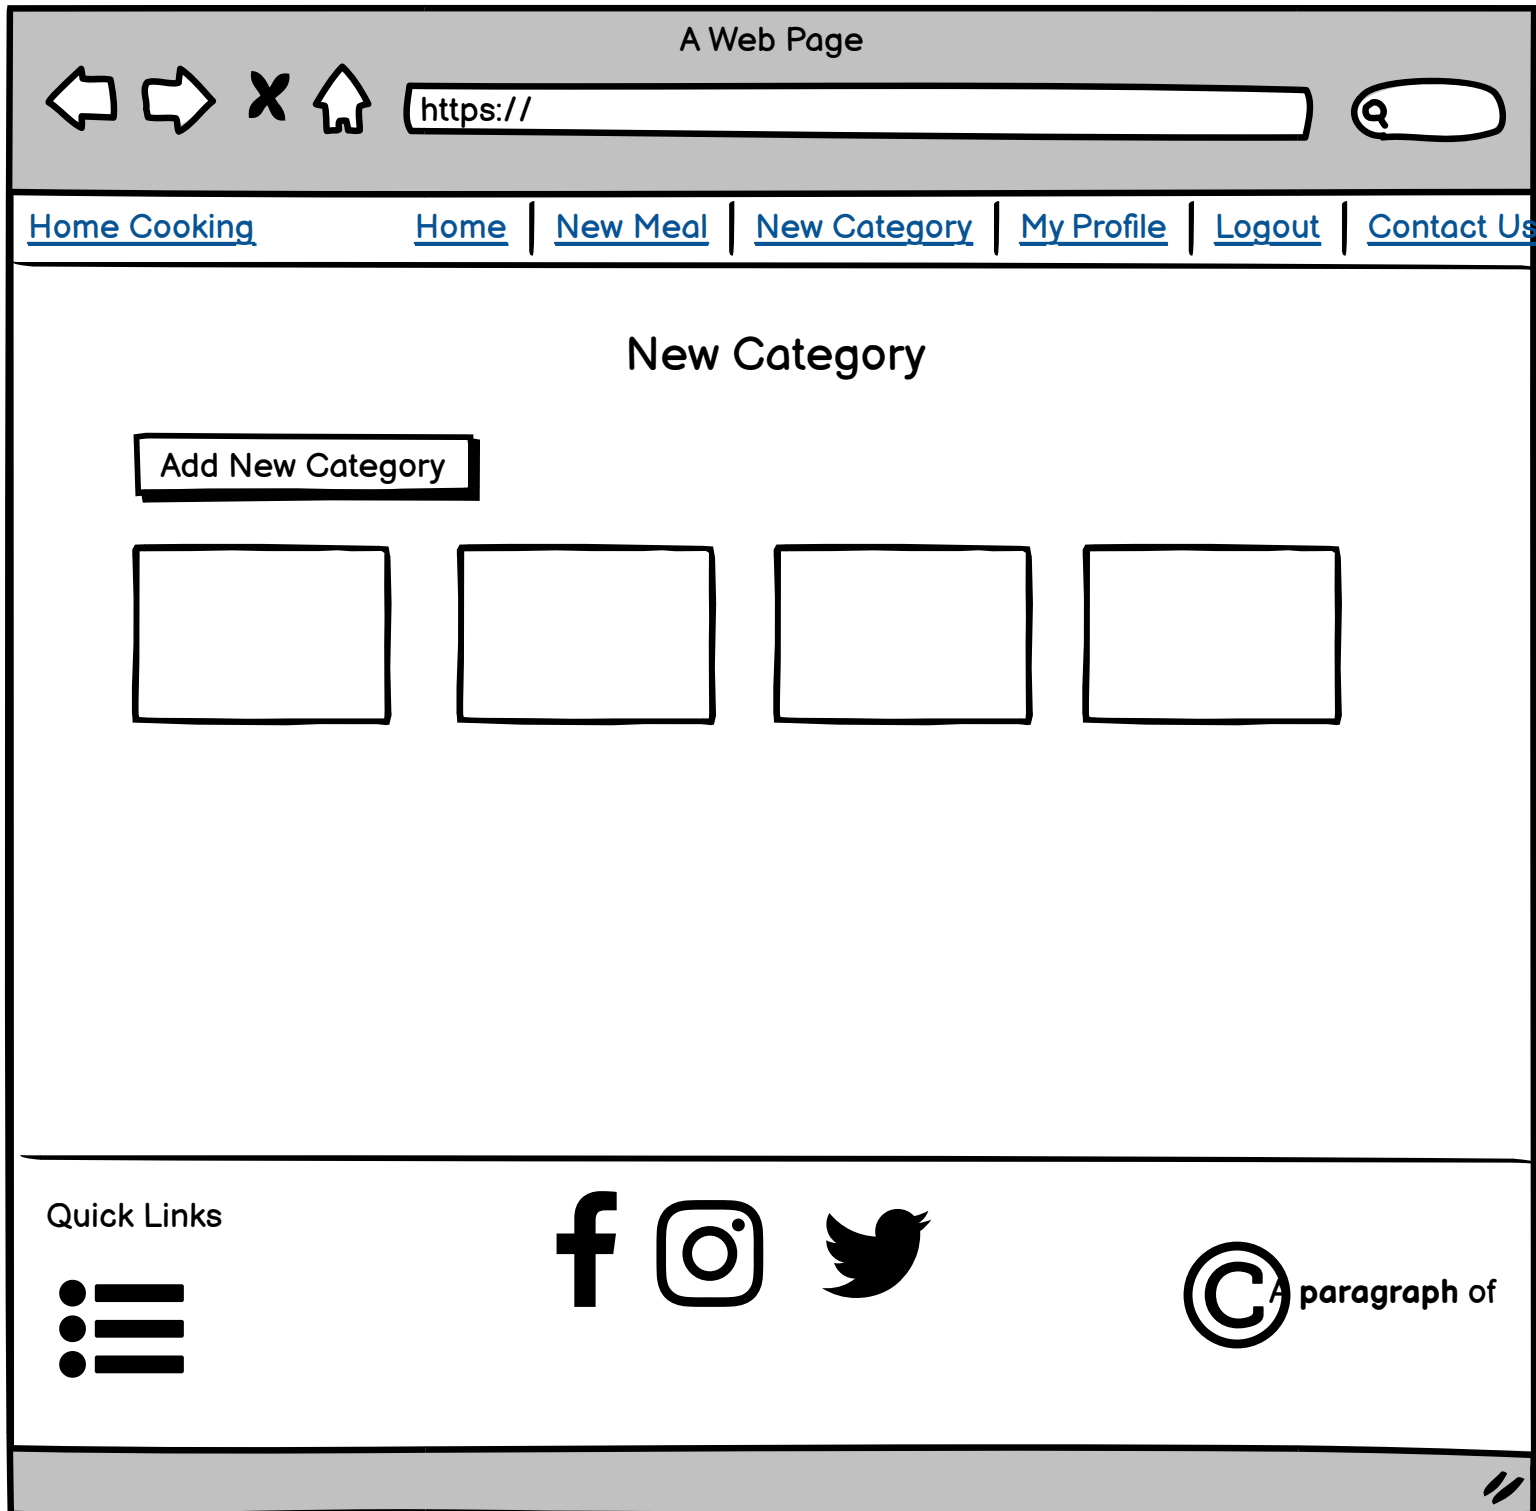 A Web Page
https://
Home Cooking Home New Meal New Category My Profile Logout Contact Us
New Category
Add New Category
Quick Links
© A paragraph of